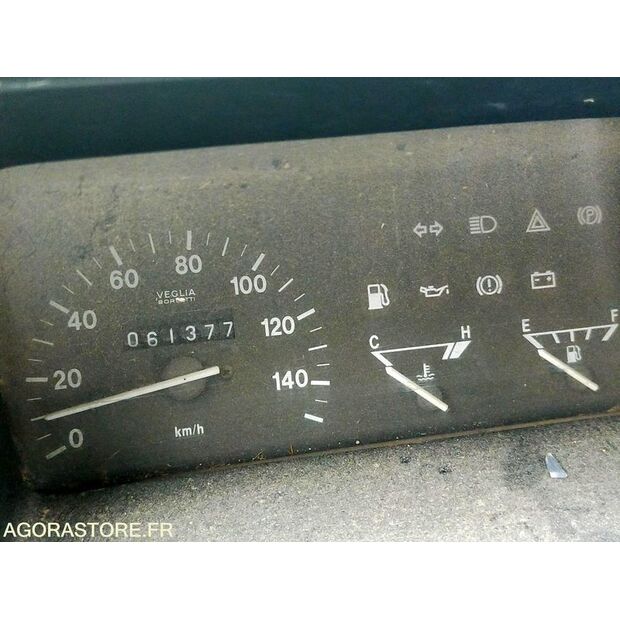 0
20
40
60
80
100
120
140
VEGLIA
BORLETTI
061377
km/h
C H
E F
P
AGORASTORE.FR